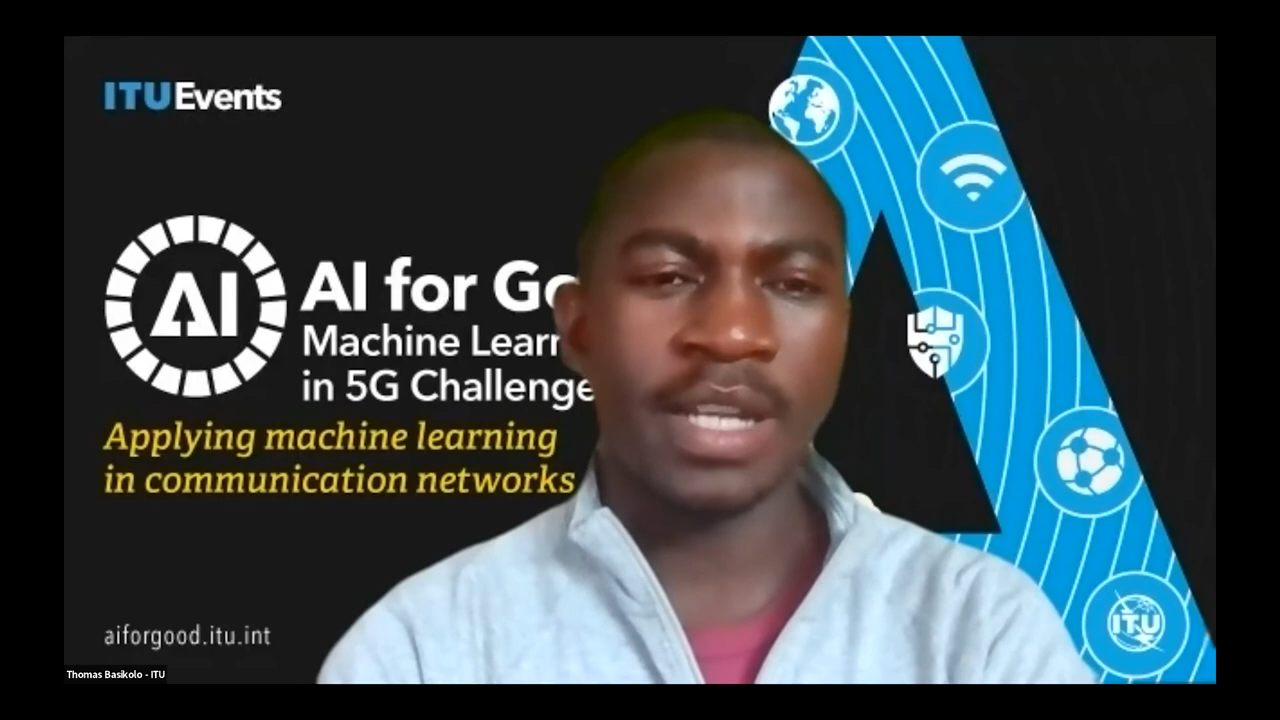 ITUEvents
AI
AI for Go
Machine Learn
in 5G Challenge
Applying machine learning
in communication networks
ITU
aiforgood.itu.int
Thomas Basikolo - ITU